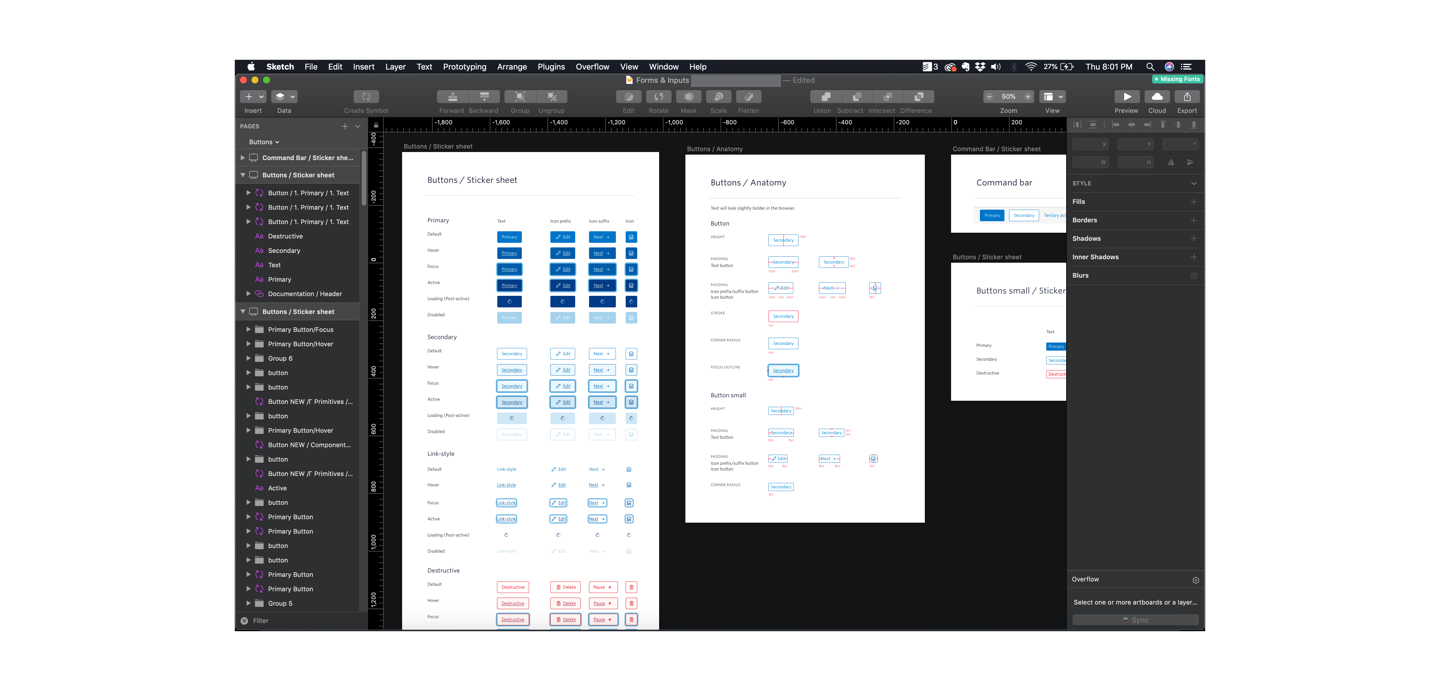 Sketch File Edit Insert Layer Text Prototyping Arrange Plugins Overflow View Window Help 3 27% Thu 8:01 PM
Forms & Inputs — Edited
Missing Fonts
50%
Insert Data Create Symbol Forward Backward Group Ungroup Edit Rotate Mask Scale Flatten Union Subtract Intersect Difference Zoom View Preview Cloud Export
PAGES
Buttons
Command Bar / Sticker she...
Buttons / Sticker sheet
Button / 1. Primary / 1. Text
Button / 1. Primary / 1. Text
Button / 1. Primary / 1. Text
Aa Destructive
Aa Secondary
Aa Text
Aa Primary
Documentation / Header
Buttons / Sticker sheet
Primary Button/Focus
Primary Button/Hover
Group 6
button
button
Button NEW /Γ Primitives /...
button
Primary Button/Hover
Button NEW / Component...
button
Button NEW /Γ Primitives /...
Aa Active
button
Primary Button
Primary Button
button
button
Primary Button
Primary Button
Group 5
Filter
-1,800 -1,600 -1,400 -1,200 -1,000 -800 -600 -400 -200 0 200
-400
-200
0
200
400
600
800
1,000
1,200
Buttons / Sticker sheet
Buttons / Sticker sheet
Primary Text Icon prefix Icon suffix Icon
Default Primary Edit Next
Hover Primary Edit Next
Focus Primary Edit Next
Active Primary Edit Next
Loading (Post-active)
Disabled Primary Edit Next
Secondary
Default Secondary Edit Next
Hover Secondary Edit Next
Focus Secondary Edit Next
Active Secondary Edit Next
Loading (Post-active)
Disabled Secondary Edit Next
Link-style
Default Link-style Edit Next
Hover Link-style Edit Next
Focus Link-style Edit Next
Active Link-style Edit Next
Loading (Post-active)
Disabled Link-style Edit Next
Destructive
Default Destructive Delete Pause
Hover Destructive Delete Pause
Focus Destructive Delete Pause
Buttons / Anatomy
Buttons / Anatomy
Text will look slightly bolder in the browser.
Button
HEIGHT Secondary
PADDING
Text button Secondary Secondary
PADDING
Icon prefix/suffix button Edit Next
Icon button
STROKE Secondary
CORNER RADIUS Secondary
FOCUS OUTLINE Secondary
Button small
HEIGHT Secondary
PADDING
Text button Secondary Secondary
PADDING
Icon prefix/suffix button Edit Next
Icon button
CORNER RADIUS Secondary
Command Bar / Sticker sheet
Command bar
Primary Secondary Tertiary act
Buttons / Sticker sheet
Buttons small / Sticker
Text
Primary Primary
Secondary Seconda
Destructive Destruct
X Y °
W H
STYLE
Fills
Borders
Shadows
Inner Shadows
Blurs
Overflow
Select one or more artboards or a layer...
Sync